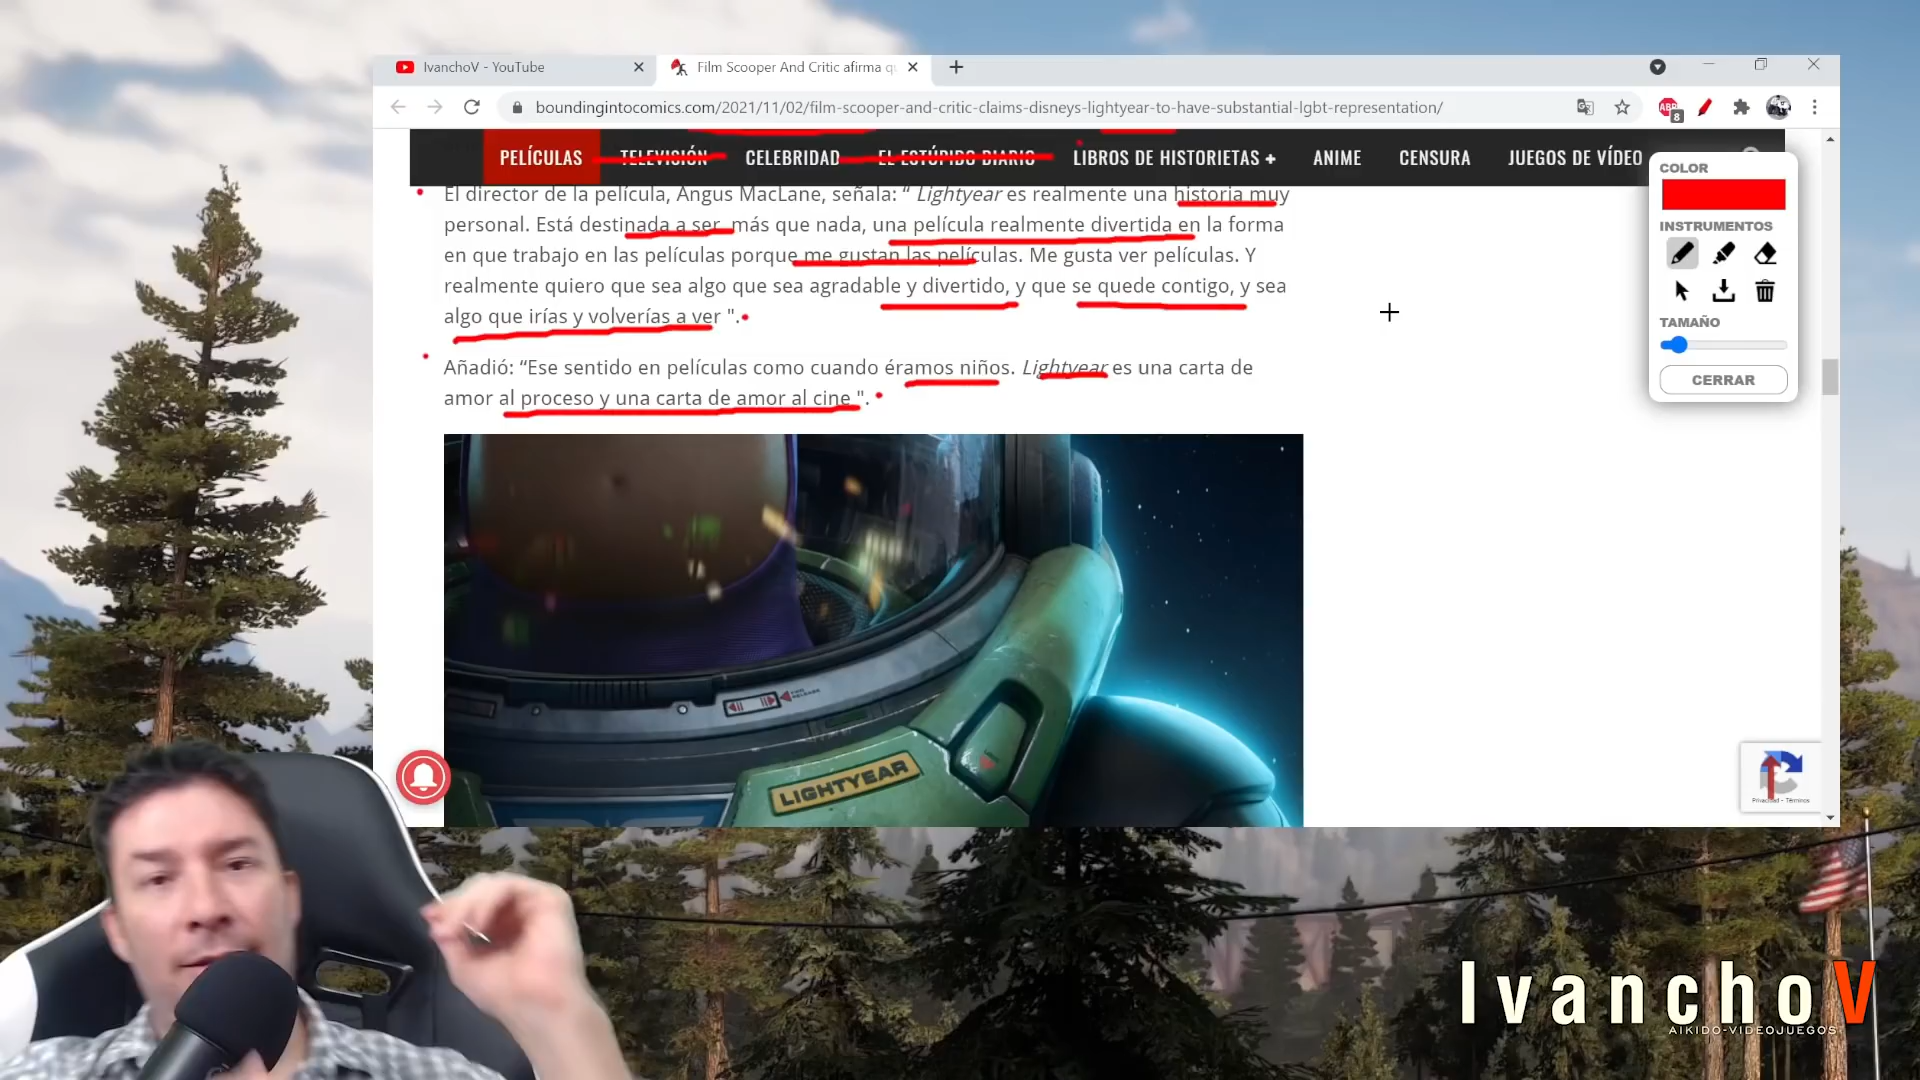 IvanchoV - YouTube
Film Scooper And Critic afirma qu
boundingintocomics.com/2021/11/02/film-scooper-and-critic-claims-disneys-lightyear-to-have-substantial-lgbt-representation/
ABP
8
PELÍCULAS TELEVISIÓN CELEBRIDAD EL ESTÚPIDO DIARIO LIBROS DE HISTORIETAS + ANIME CENSURA JUEGOS DE VÍDEO
El director de la película, Angus MacLane, señala: “ Lightyear es realmente una historia muy
personal. Está destinada a ser, más que nada, una película realmente divertida en la forma
en que trabajo en las películas porque me gustan las películas. Me gusta ver películas. Y
realmente quiero que sea algo que sea agradable y divertido, y que se quede contigo, y sea
algo que irías y volverías a ver ".
Añadió: “Ese sentido en películas como cuando éramos niños. Lightyear es una carta de
amor al proceso y una carta de amor al cine ".
COLOR
INSTRUMENTOS
TAMAÑO
CERRAR
LIGHTYEAR
Privacidad - Términos
IvanchoV
AIKIDO-VIDEOJUEGOS